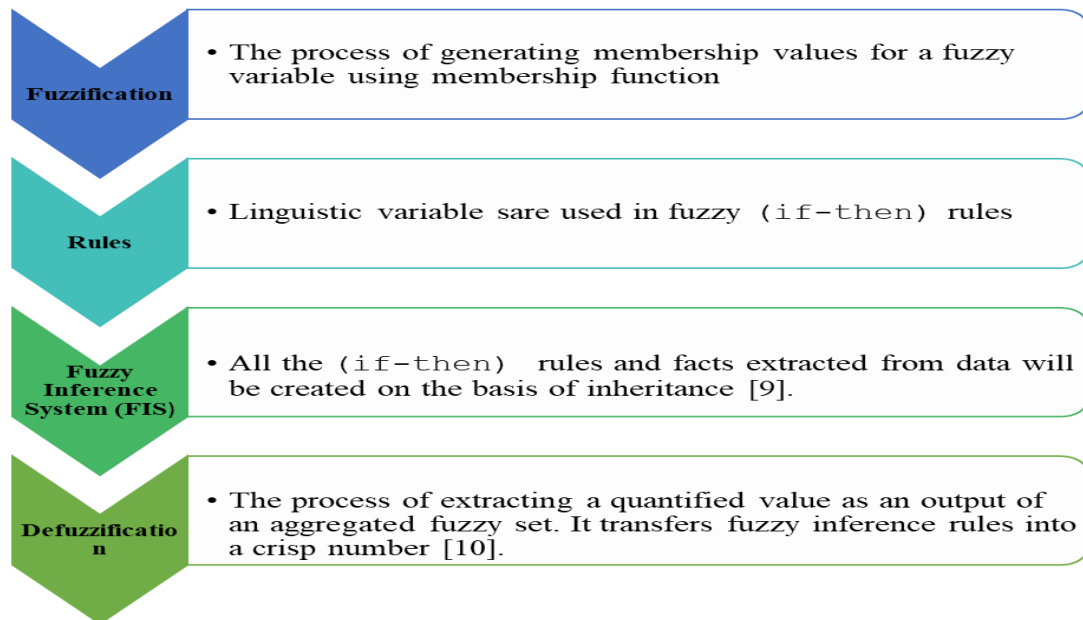 Fuzzification
• The process of generating membership values for a fuzzy
variable using membership function
Rules
• Linguistic variable sare used in fuzzy (if-then) rules
Fuzzy
Inference
System (FIS)
• All the (if-then) rules and facts extracted from data will
be created on the basis of inheritance [9].
Defuzzificatio
n
• The process of extracting a quantified value as an output of
an aggregated fuzzy set. It transfers fuzzy inference rules into
a crisp number [10].